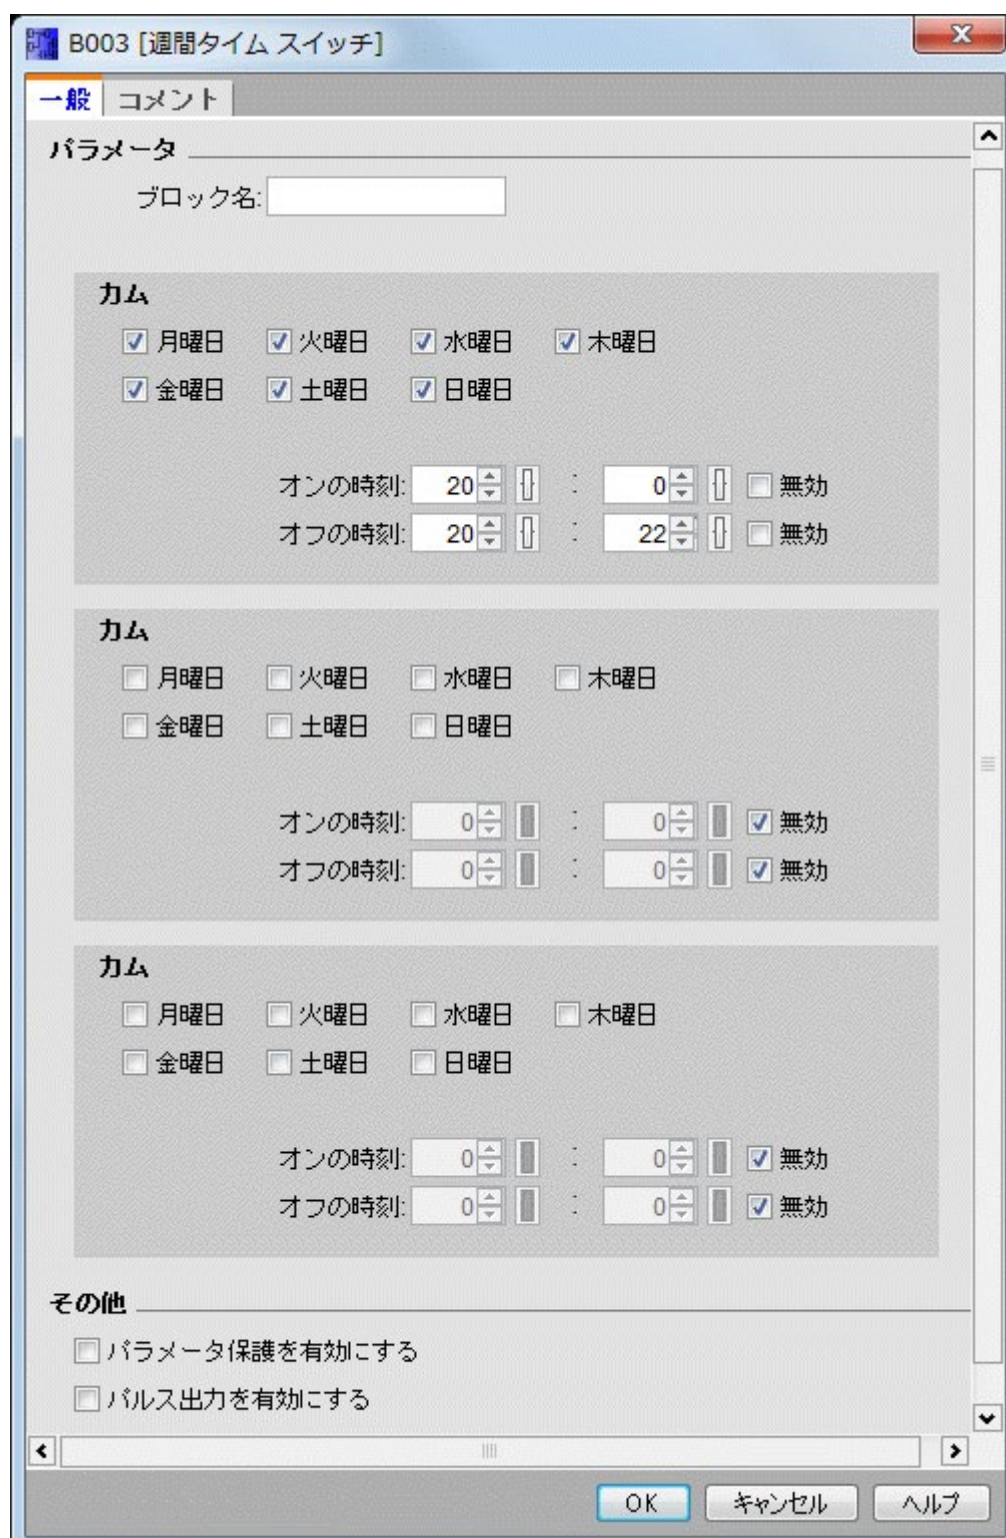 B003 [週間タイム スイッチ]
一般 コメント
パラメータ
ブロック名:
カム
月曜日 火曜日 水曜日 木曜日
金曜日 土曜日 日曜日
オンの時刻: 20 : 0 無効
オフの時刻: 20 : 22 無効
カム
月曜日 火曜日 水曜日 木曜日
金曜日 土曜日 日曜日
オンの時刻: 0 : 0 無効
オフの時刻: 0 : 0 無効
カム
月曜日 火曜日 水曜日 木曜日
金曜日 土曜日 日曜日
オンの時刻: 0 : 0 無効
オフの時刻: 0 : 0 無効
その他
パラメータ保護を有効にする
パルス出力を有効にする
OK キャンセル ヘルプ